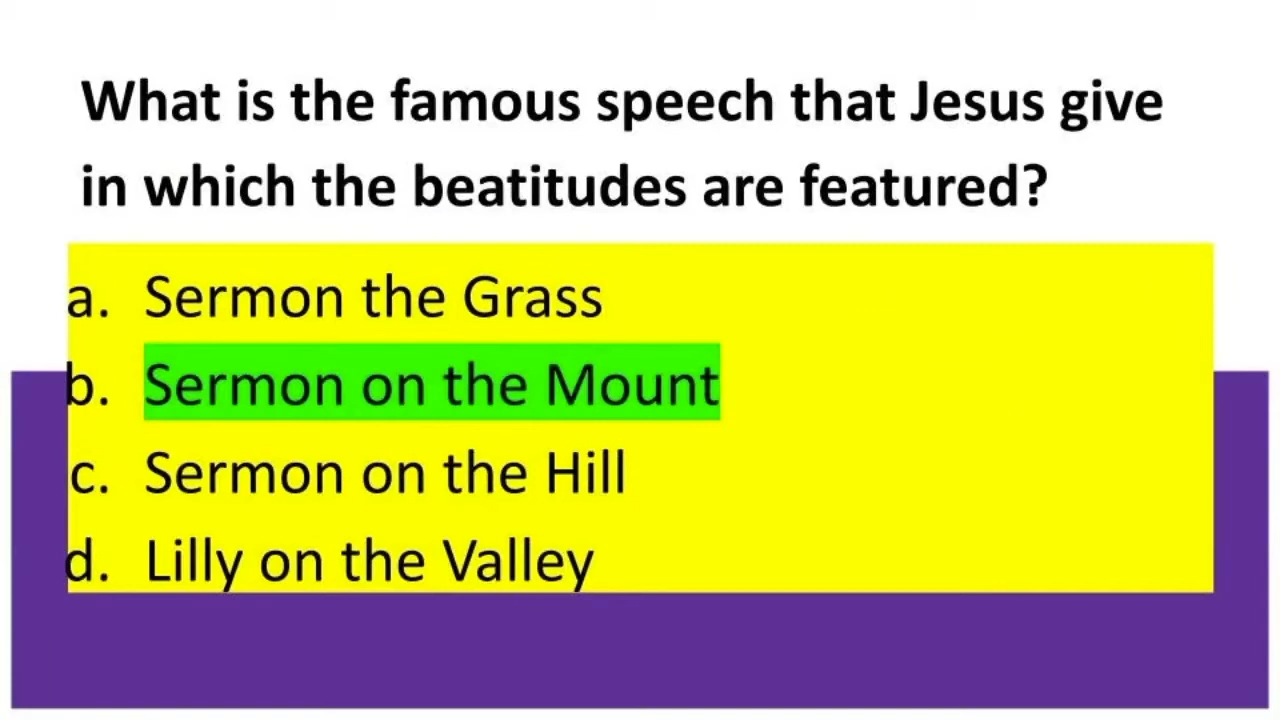 What is the famous speech that Jesus give
in which the beatitudes are featured?
a. Sermon the Grass
b. Sermon on the Mount
c. Sermon on the Hill
d. Lilly on the Valley